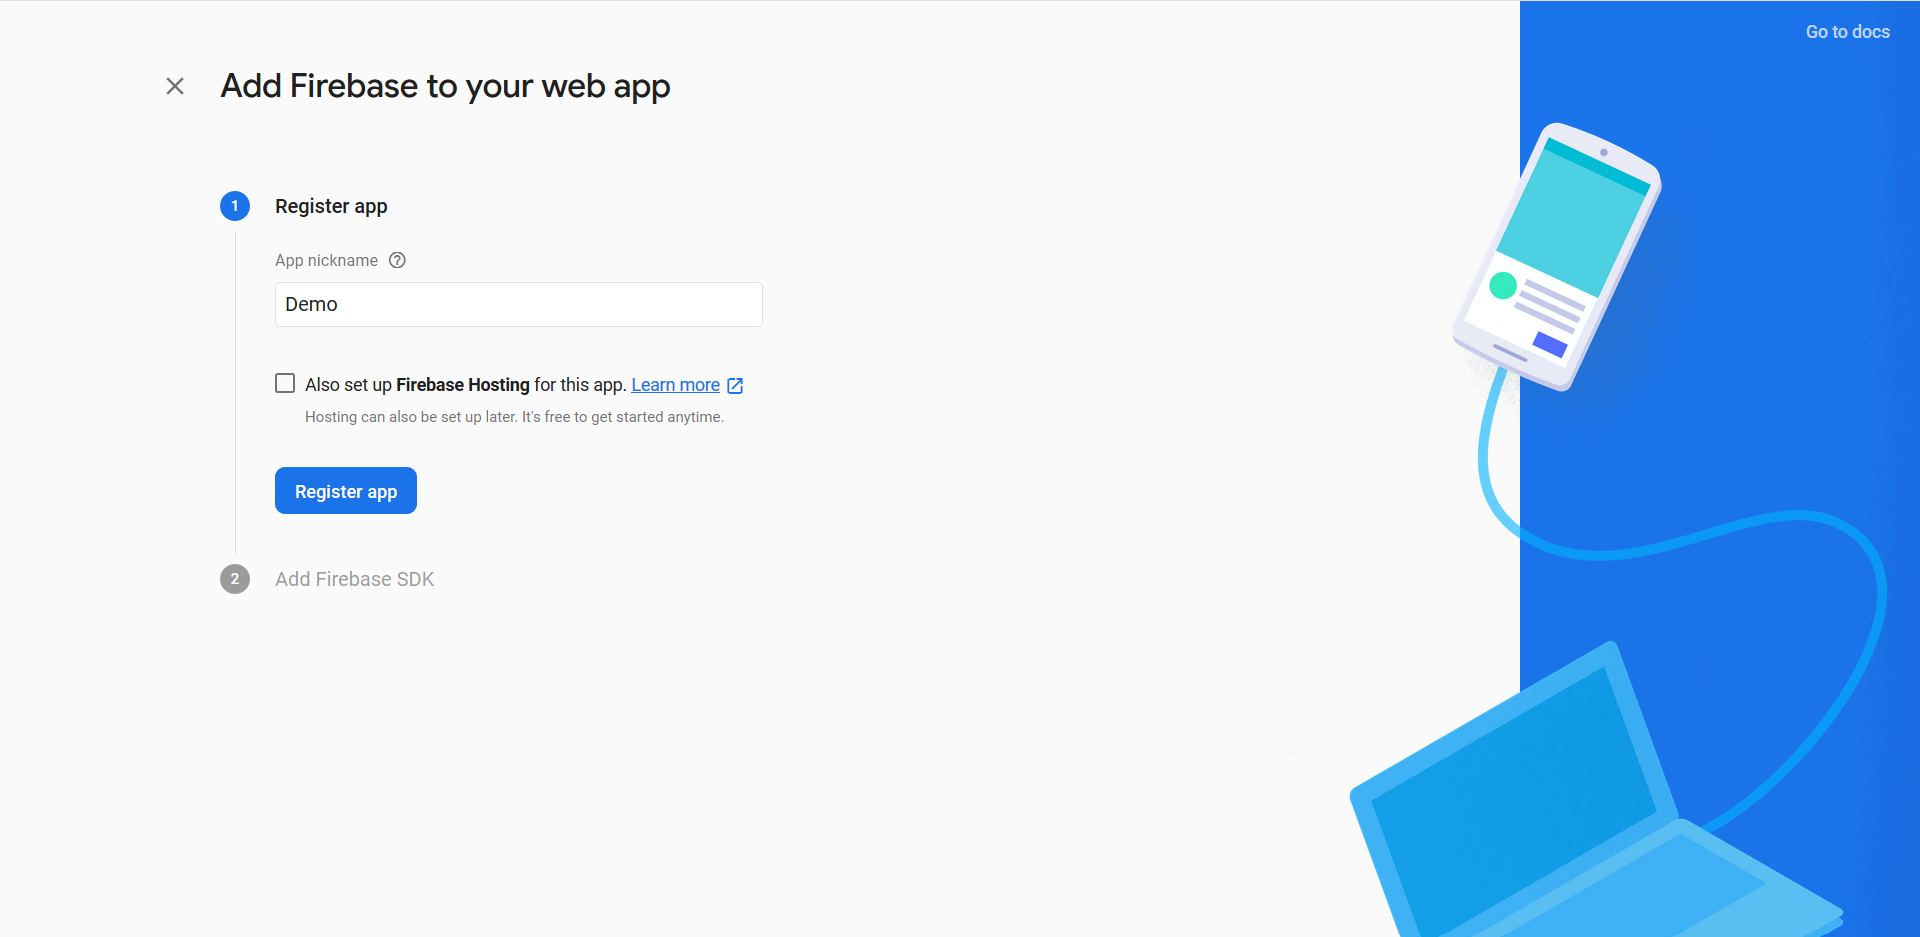 Go to docs
Add Firebase to your web app
1 Register app
App nickname
Demo
Also set up Firebase Hosting for this app. Learn more
Hosting can also be set up later. It's free to get started anytime.
Register app
2 Add Firebase SDK